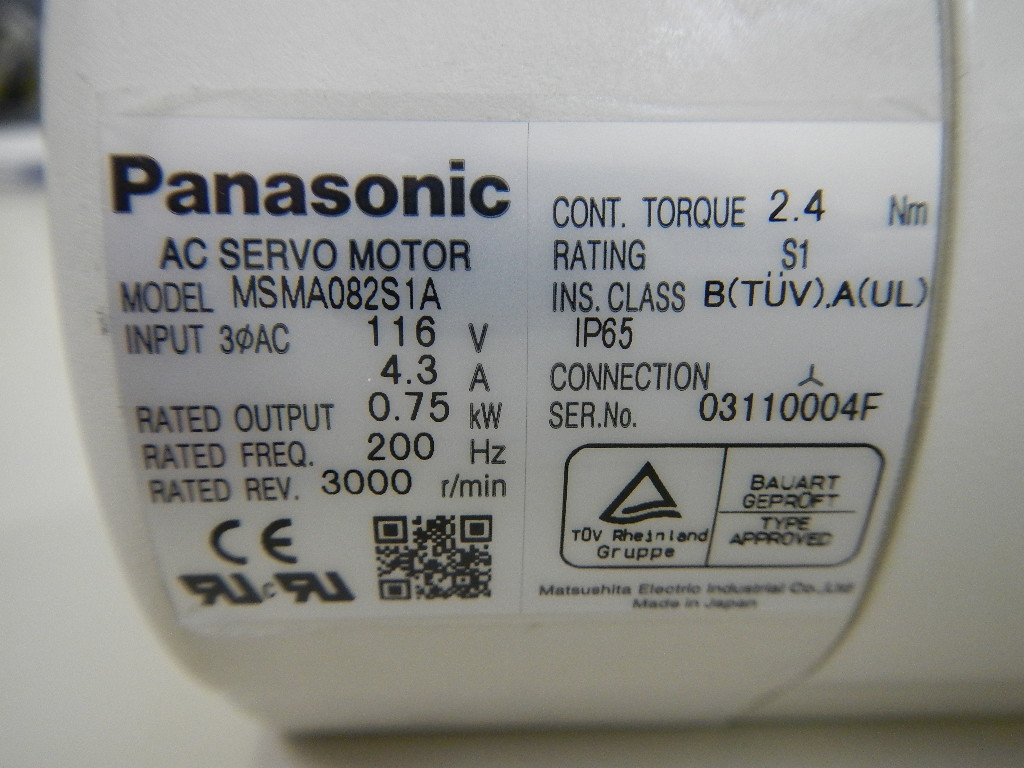 Panasonic
AC SERVO MOTOR
MODEL MSMA082S1A
INPUT 3φAC 116 V
4.3 A
RATED OUTPUT 0.75 kW
RATED FREQ. 200 Hz
RATED REV. 3000 r/min
CE
c
CONT. TORQUE 2.4 Nm
RATING S1
INS. CLASS B(TÜV),A(UL)
IP65
CONNECTION
SER.No. 03110004F
TÜV Rheinland
Gruppe
BAUART
GEPRÜFT
TYPE
APPROVED
Matsushita Electric Industrial Co.,Ltd
Made in Japan